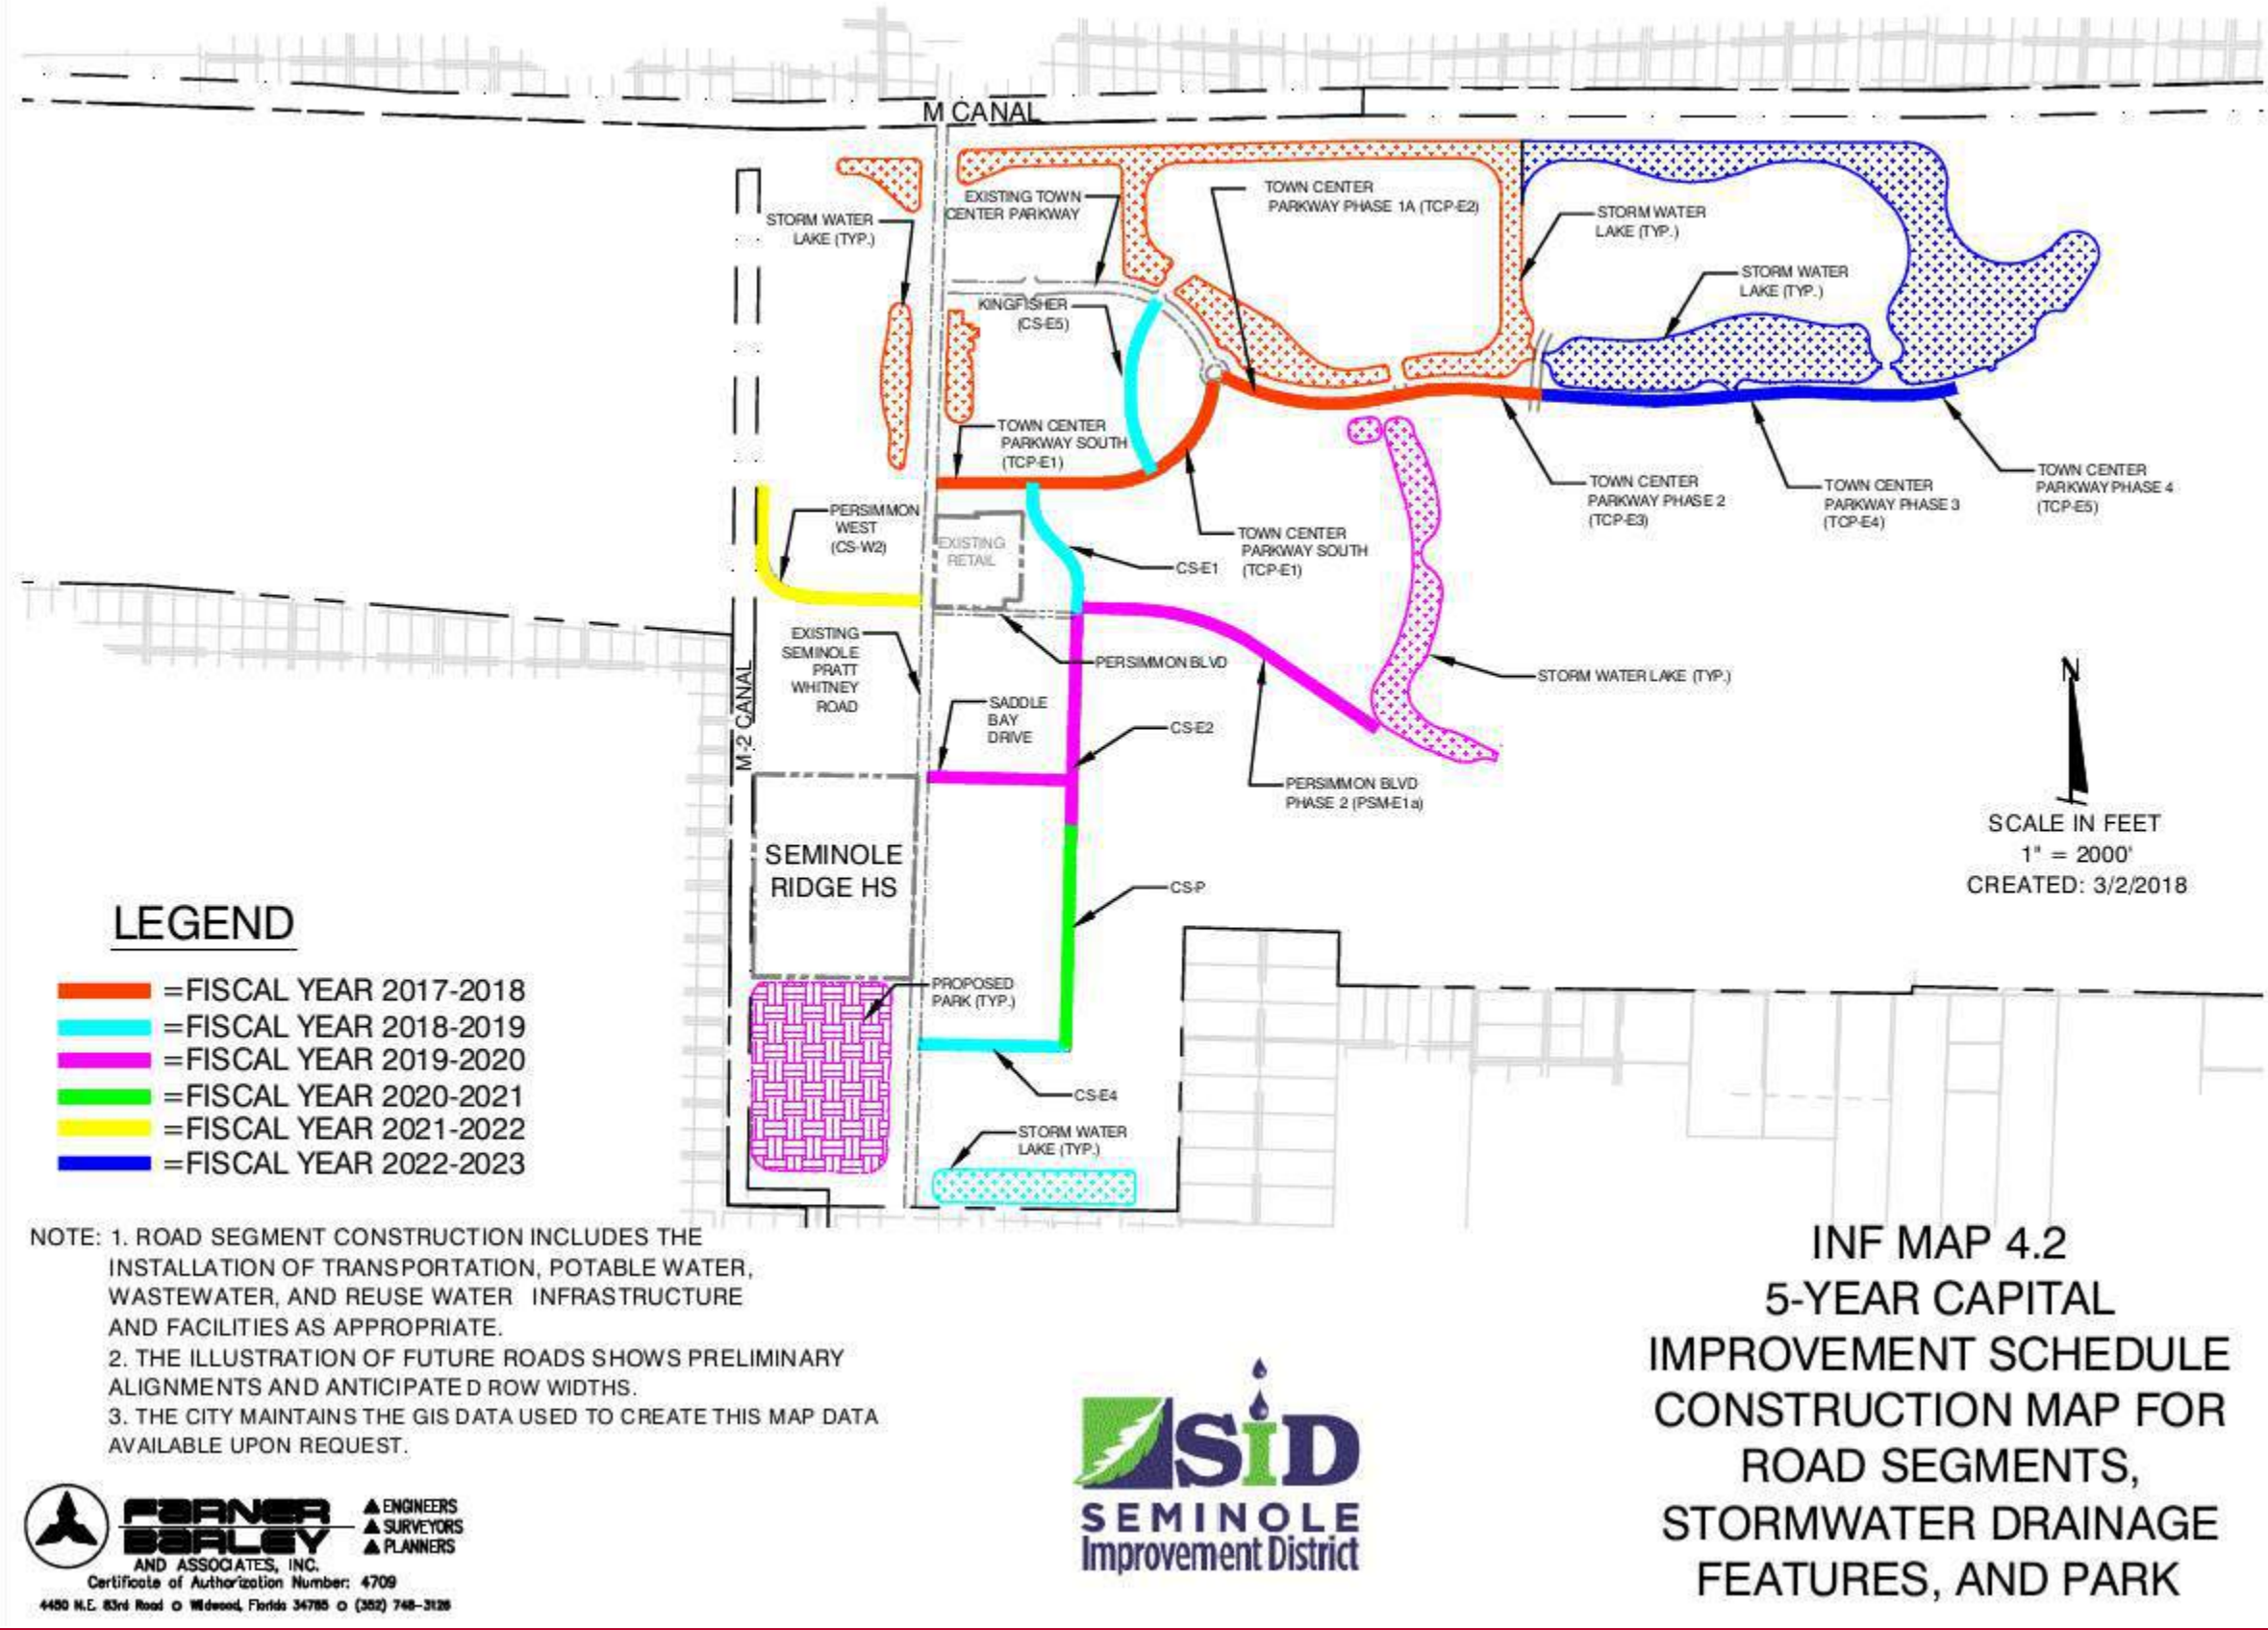 M CANAL
EXISTING TOWN
CENTER PARKWAY
TOWN CENTER
PARKWAY PHASE 1A (TCP-E2)
STORM WATER
LAKE (TYP.)
STORM WATER
LAKE (TYP.)
STORM WATER
LAKE (TYP.)
KINGFISHER
(CS-E5)
TOWN CENTER
PARKWAY SOUTH
(TCP-E1)
TOWN CENTER
PARKWAY PHASE 2
(TCP-E3)
TOWN CENTER
PARKWAY PHASE 3
(TCP-E4)
TOWN CENTER
PARKWAY PHASE 4
(TCP-E5)
PERSIMMON
WEST
(CS-W2)
EXISTING
RETAIL
TOWN CENTER
PARKWAY SOUTH
(TCP-E1)
CS-E1
EXISTING
SEMINOLE
PRATT
WHITNEY
ROAD
PERSIMMON BLVD
STORM WATER LAKE (TYP.)
M-2 CANAL
SADDLE
BAY
DRIVE
CS-E2
PERSIMMON BLVD
PHASE 2 (PSM-E1a)
N
SCALE IN FEET
1" = 2000'
CREATED: 3/2/2018
SEMINOLE
RIDGE HS
CS-P
PROPOSED
PARK (TYP.)
CS-E4
STORM WATER
LAKE (TYP.)
LEGEND
=FISCAL YEAR 2017-2018
=FISCAL YEAR 2018-2019
=FISCAL YEAR 2019-2020
=FISCAL YEAR 2020-2021
=FISCAL YEAR 2021-2022
=FISCAL YEAR 2022-2023
NOTE: 1. ROAD SEGMENT CONSTRUCTION INCLUDES THE
INSTALLATION OF TRANSPORTATION, POTABLE WATER,
WASTEWATER, AND REUSE WATER INFRASTRUCTURE
AND FACILITIES AS APPROPRIATE.
2. THE ILLUSTRATION OF FUTURE ROADS SHOWS PRELIMINARY
ALIGNMENTS AND ANTICIPATED ROW WIDTHS.
3. THE CITY MAINTAINS THE GIS DATA USED TO CREATE THIS MAP DATA
AVAILABLE UPON REQUEST.
FARNER
BARLEY
AND ASSOCIATES, INC.
ENGINEERS
SURVEYORS
PLANNERS
Certificate of Authorization Number: 4709
4450 N.E. 83rd Road o Wildwood, Florida 34785 o (352) 748-3126
SiD
SEMINOLE
Improvement District
INF MAP 4.2
5-YEAR CAPITAL
IMPROVEMENT SCHEDULE
CONSTRUCTION MAP FOR
ROAD SEGMENTS,
STORMWATER DRAINAGE
FEATURES, AND PARK